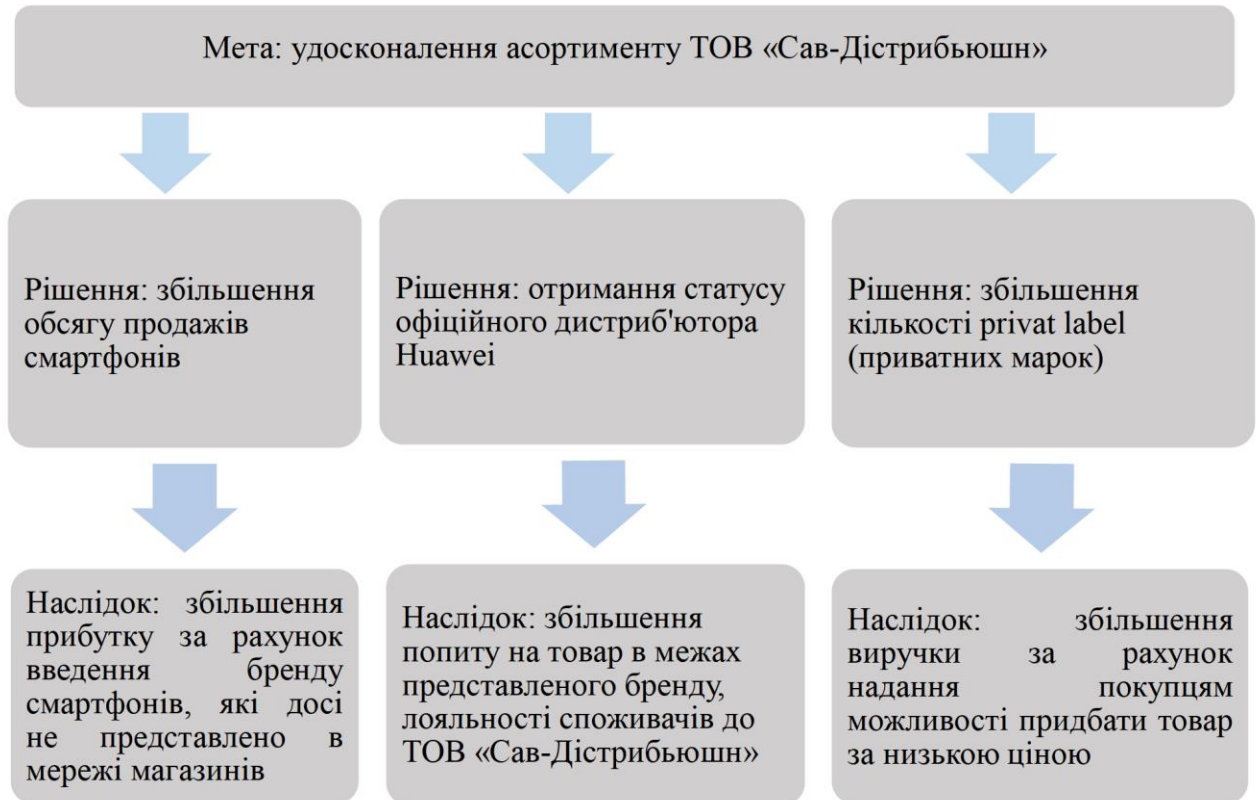 Мета: удосконалення асортименту ТОВ «Сав-Дістрибьюшн»
Рішення: збільшення
обсягу продажів
смартфонів
Рішення: отримання статусу
офіційного дистриб'ютора
Huawei
Рішення: збільшення
кількості privat label
(приватних марок)
Наслідок: збільшення
прибутку за рахунок
введення бренду
смартфонів, які досі
не представлено в
мережі магазинів
Наслідок: збільшення
попиту на товар в межах
представленого бренду,
лояльності споживачів до
ТОВ «Сав-Дістрибьюшн»
Наслідок: збільшення
виручки за рахунок
надання покупцям
можливості придбати товар
за низькою ціною